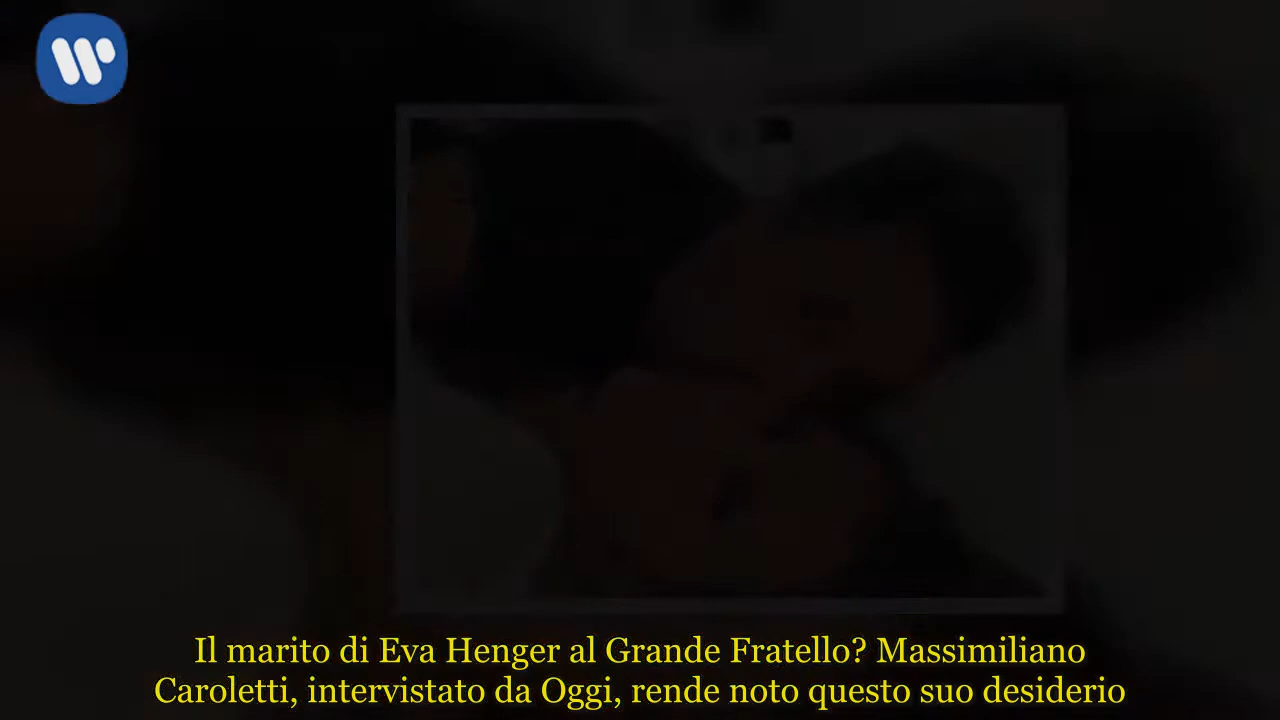 Il marito di Eva Henger al Grande Fratello? Massimiliano
Caroletti, intervistato da Oggi, rende noto questo suo desiderio